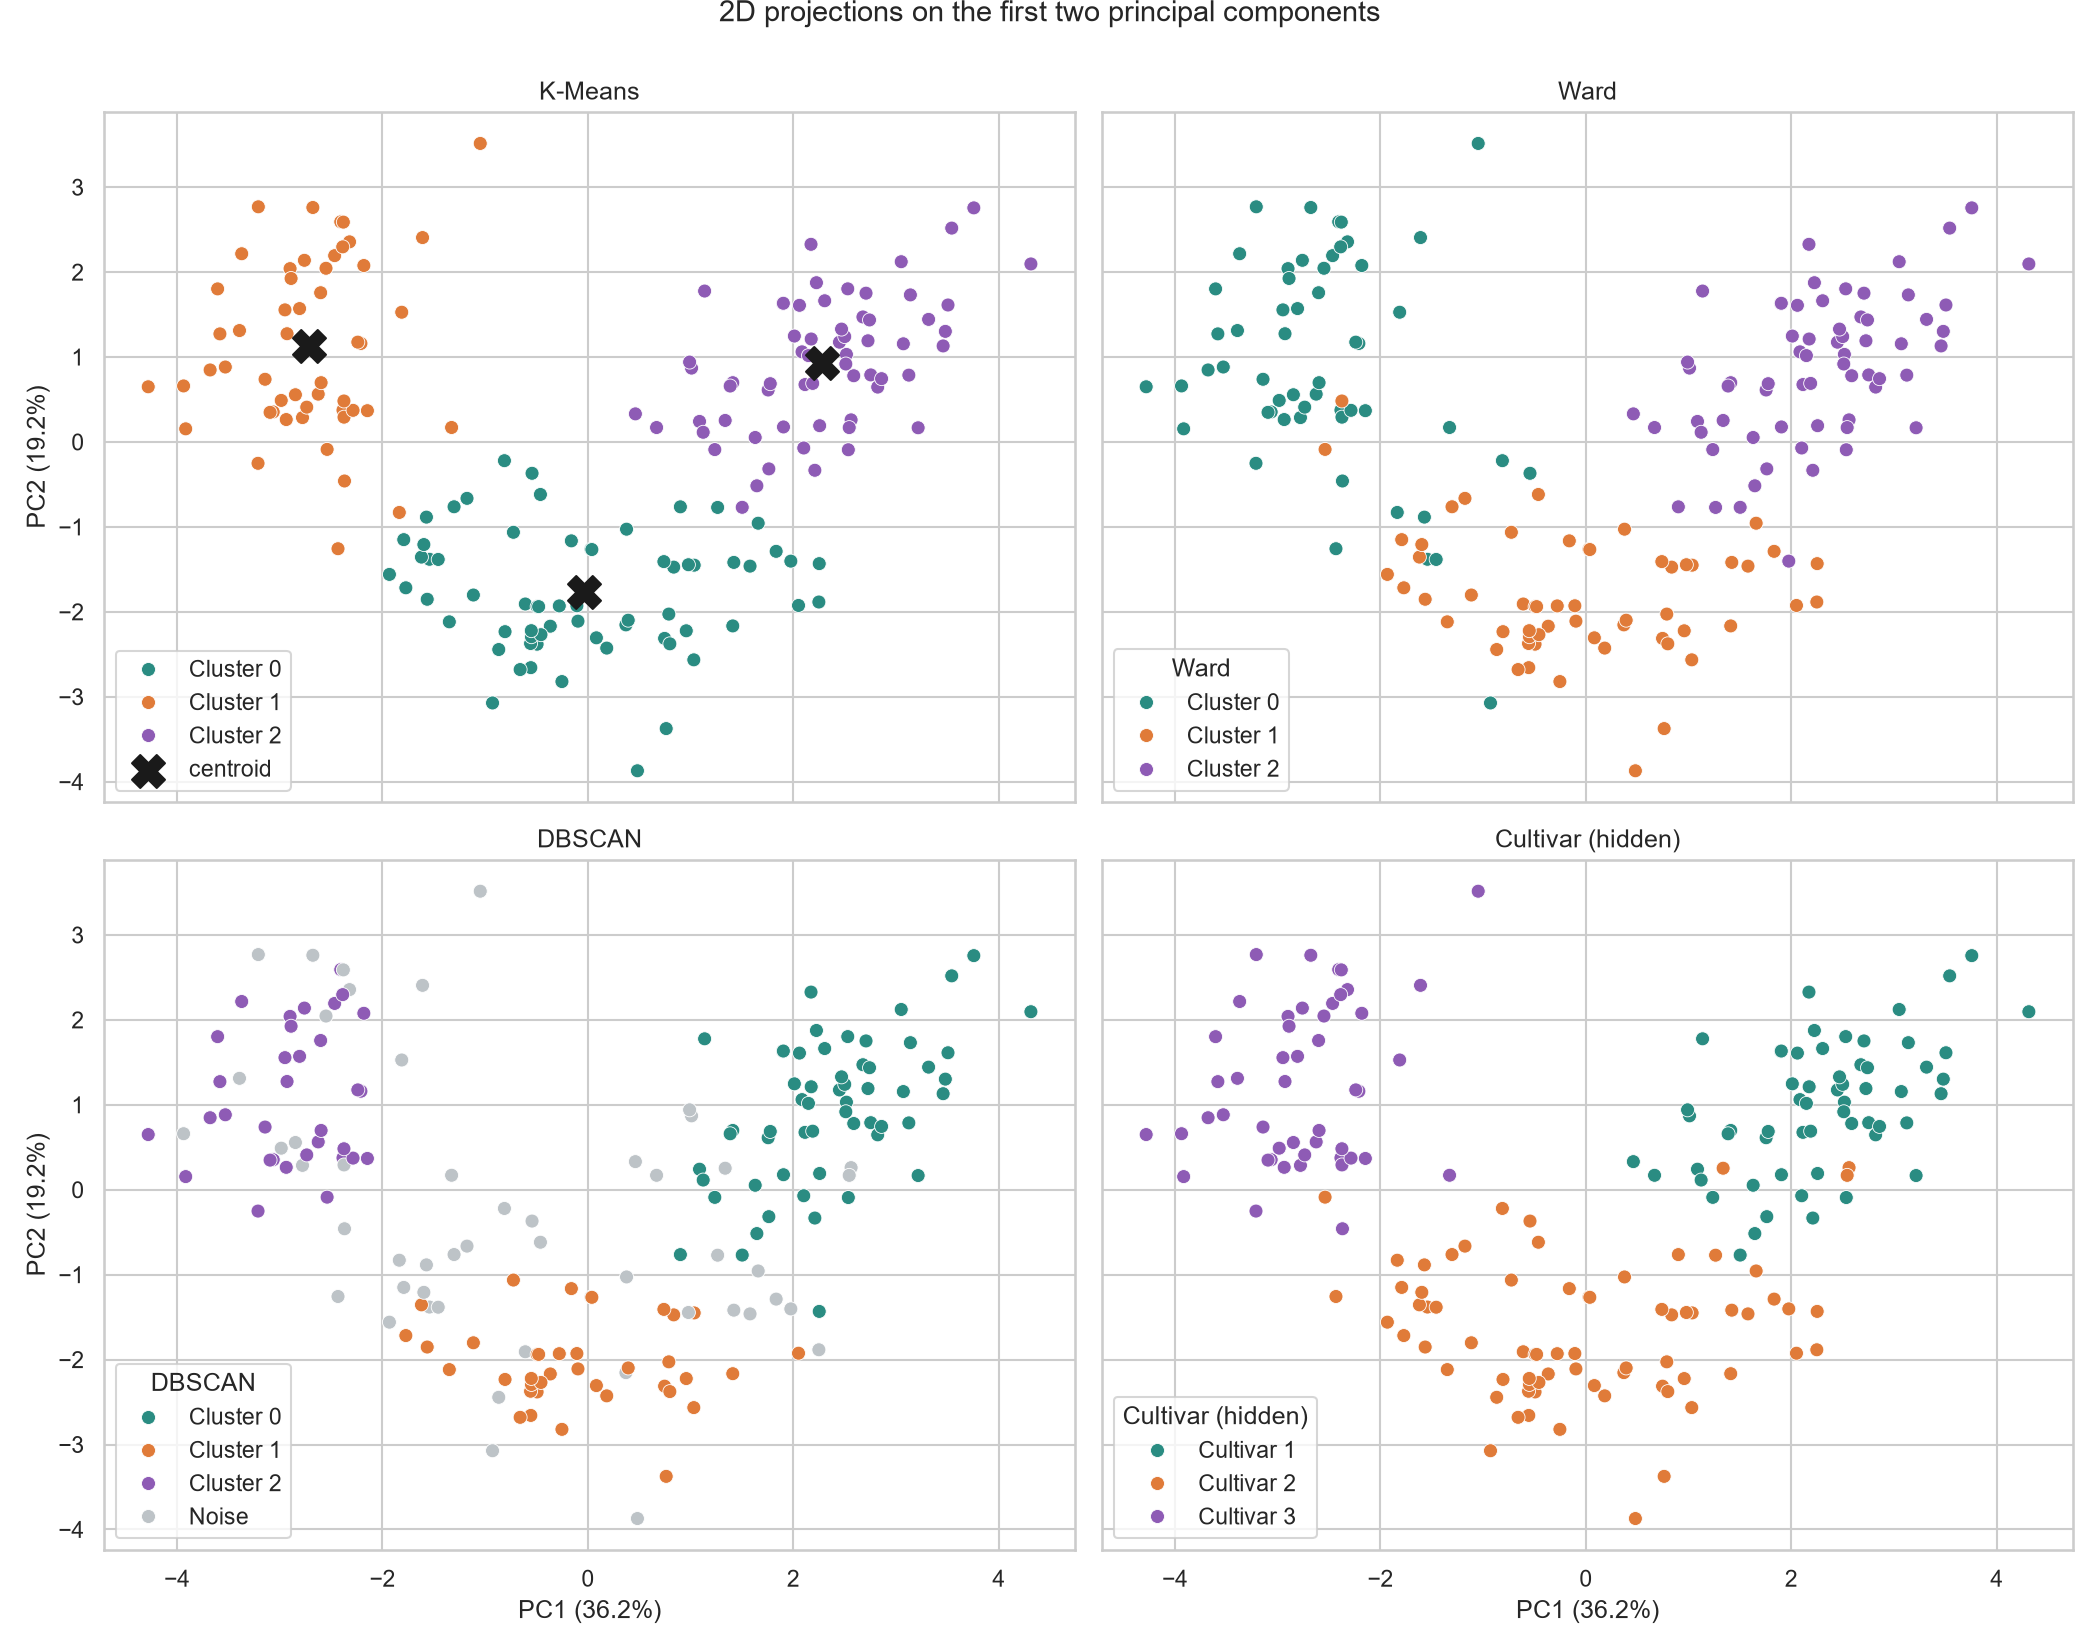 2D projections on the first two principal components
K-Means
PC2 (19.2%)
3
2
1
0
−1
−2
−3
−4
Cluster 0
Cluster 1
Cluster 2
centroid
Ward
Ward
Cluster 0
Cluster 1
Cluster 2
DBSCAN
PC2 (19.2%)
3
2
1
0
−1
−2
−3
−4
DBSCAN
Cluster 0
Cluster 1
Cluster 2
Noise
−4 −2 0 2 4
PC1 (36.2%)
Cultivar (hidden)
Cultivar (hidden)
Cultivar 1
Cultivar 2
Cultivar 3
−4 −2 0 2 4
PC1 (36.2%)